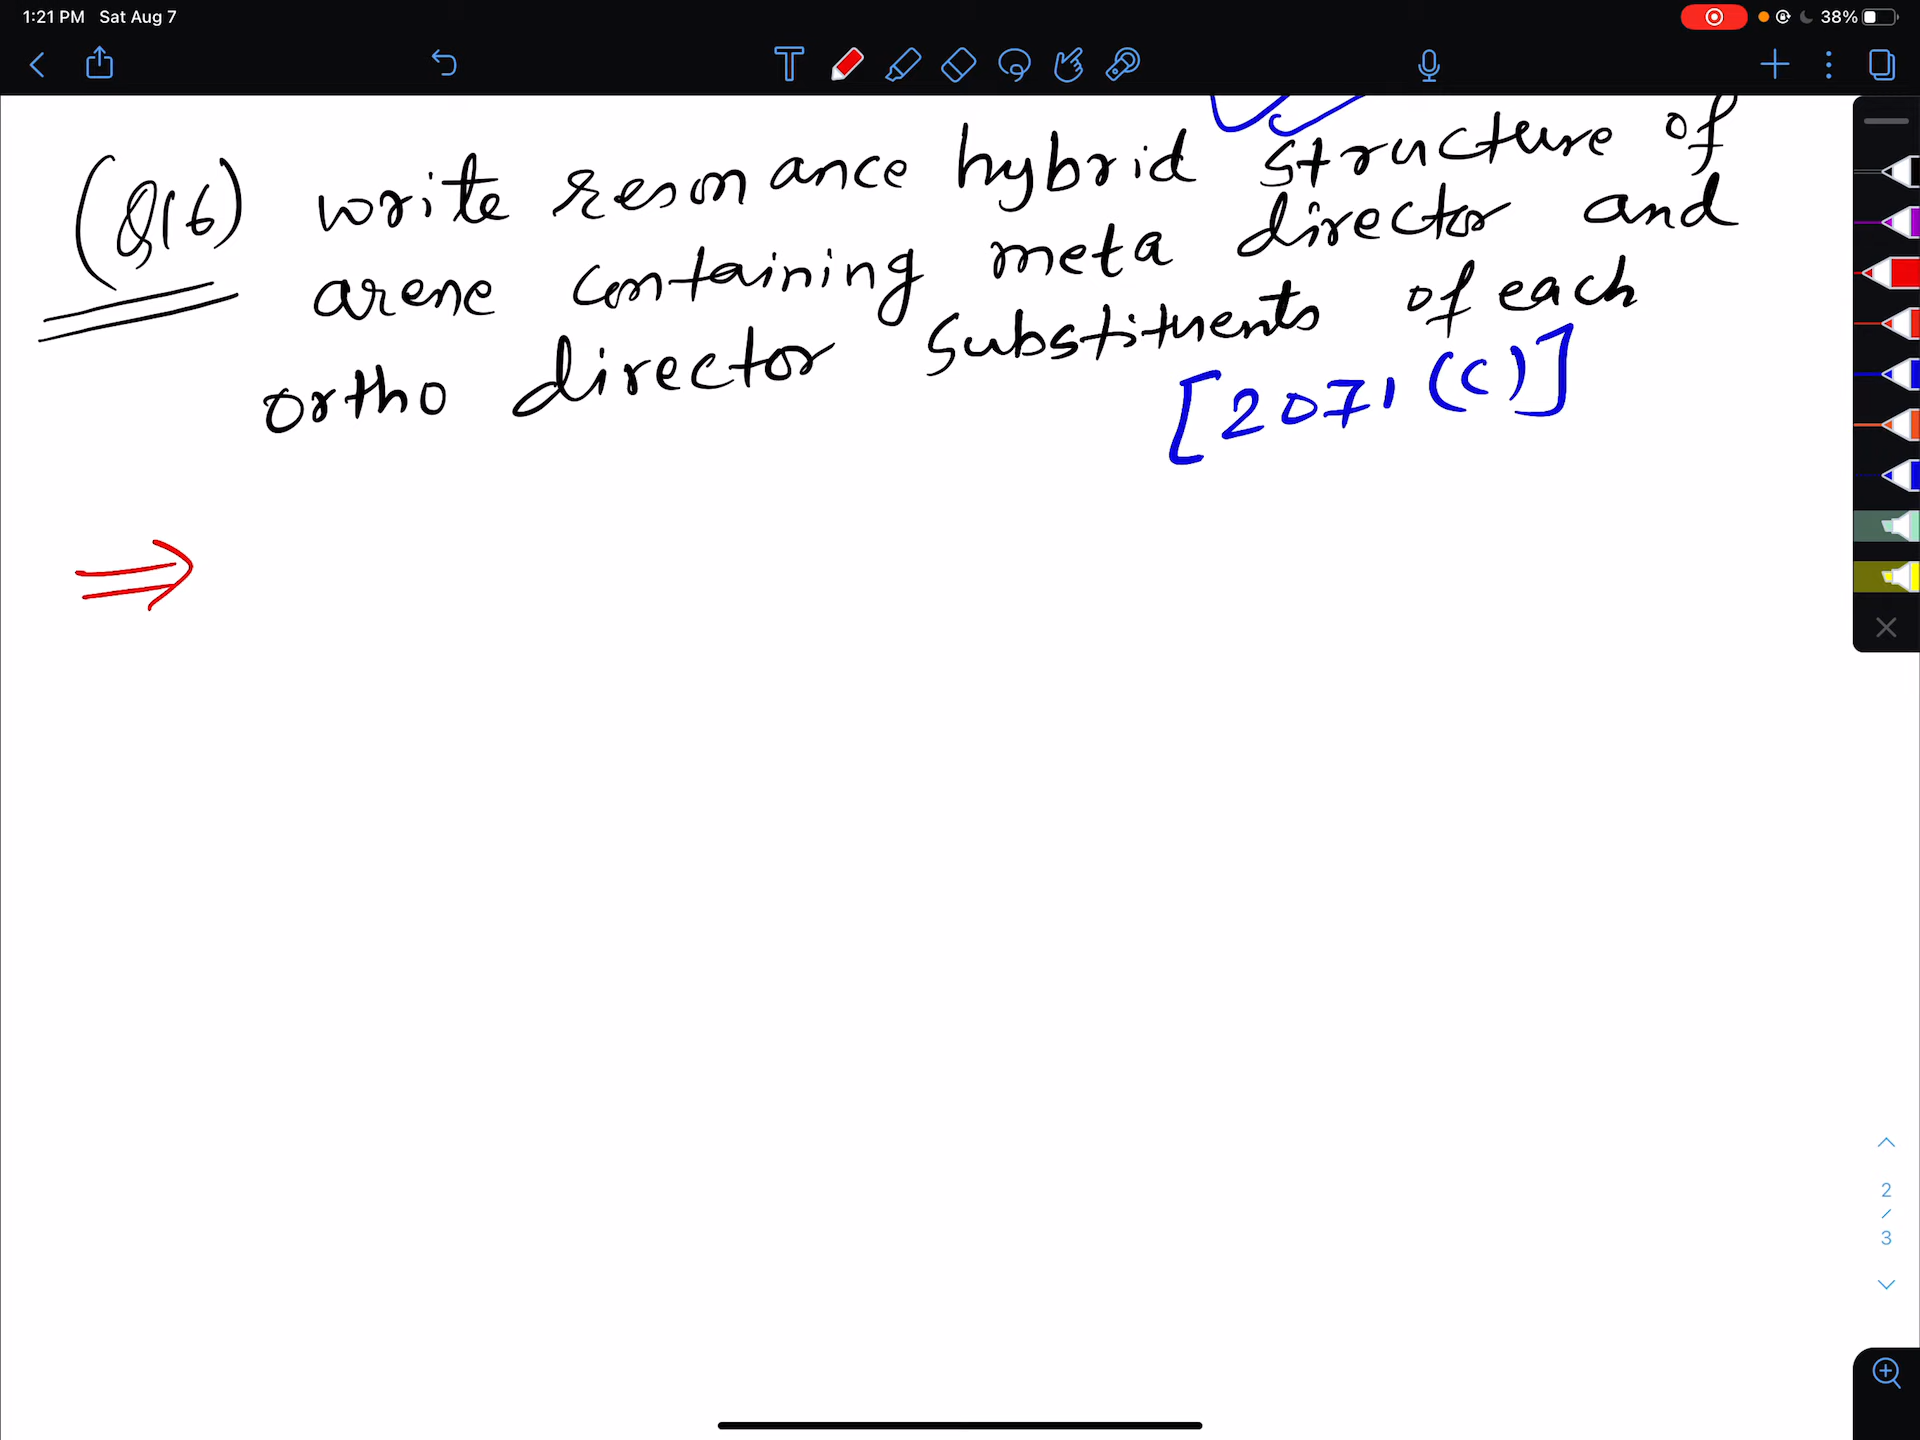 1:21 PM Sat Aug 7
38%
(Q16) write resonance hybrid structure of
arene containing meta director and
ortho director substituents of each
[2071 (C)]
2
/
3